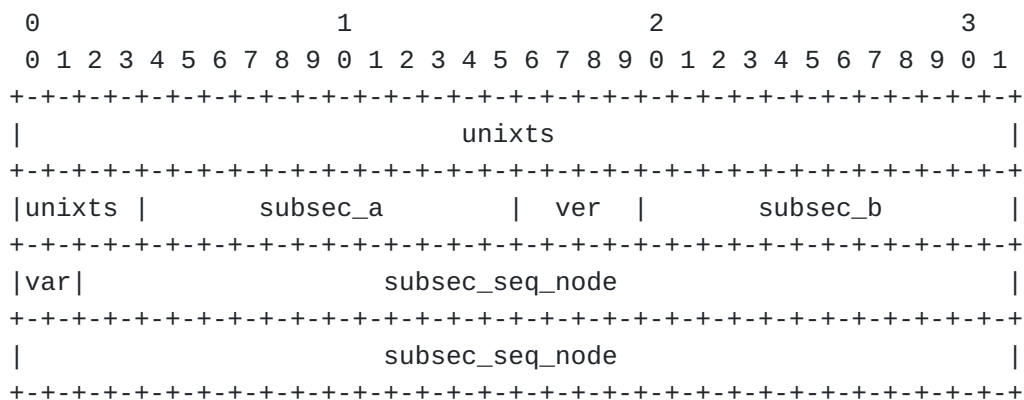 0                   1                   2                   3
 0 1 2 3 4 5 6 7 8 9 0 1 2 3 4 5 6 7 8 9 0 1 2 3 4 5 6 7 8 9 0 1
+-+-+-+-+-+-+-+-+-+-+-+-+-+-+-+-+-+-+-+-+-+-+-+-+-+-+-+-+-+-+-+-+
|                            unixts                             |
+-+-+-+-+-+-+-+-+-+-+-+-+-+-+-+-+-+-+-+-+-+-+-+-+-+-+-+-+-+-+-+-+
|unixts |       subsec_a        |  ver  |       subsec_b        |
+-+-+-+-+-+-+-+-+-+-+-+-+-+-+-+-+-+-+-+-+-+-+-+-+-+-+-+-+-+-+-+-+
|var|                   subsec_seq_node                         |
+-+-+-+-+-+-+-+-+-+-+-+-+-+-+-+-+-+-+-+-+-+-+-+-+-+-+-+-+-+-+-+-+
|                       subsec_seq_node                         |
+-+-+-+-+-+-+-+-+-+-+-+-+-+-+-+-+-+-+-+-+-+-+-+-+-+-+-+-+-+-+-+-+